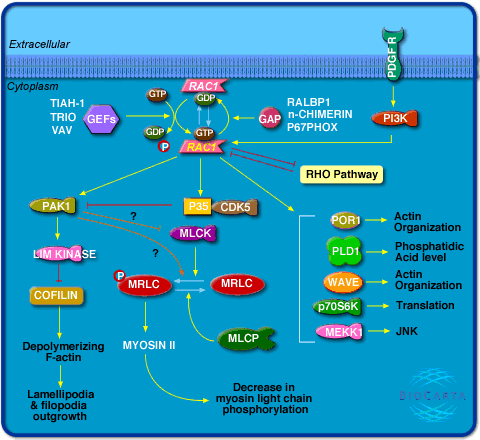 Extracellular
PDGF R
Cytoplasm
RAC1
GDP
GTP
TIAH-1
TRIO
VAV
GEFs
GAP
RALBP1
n-CHIMERIN
P67PHOX
PI3K
GDP
GTP
P
RAC1
RHO Pathway
PAK1
P35
CDK5
?
MLCK
POR1
Actin
Organization
PLD1
Phosphatidic
Acid level
LIM KINASE
?
P
MRLC
MRLC
WAVE
Actin
Organization
COFILIN
p70S6K
Translation
MEKK1
JNK
Depolymerizing
F-actin
MYOSIN II
MLCP
Lamellipodia
& filopodia
outgrowth
Decrease in
myosin light chain
phosphorylation
BIOCARTA